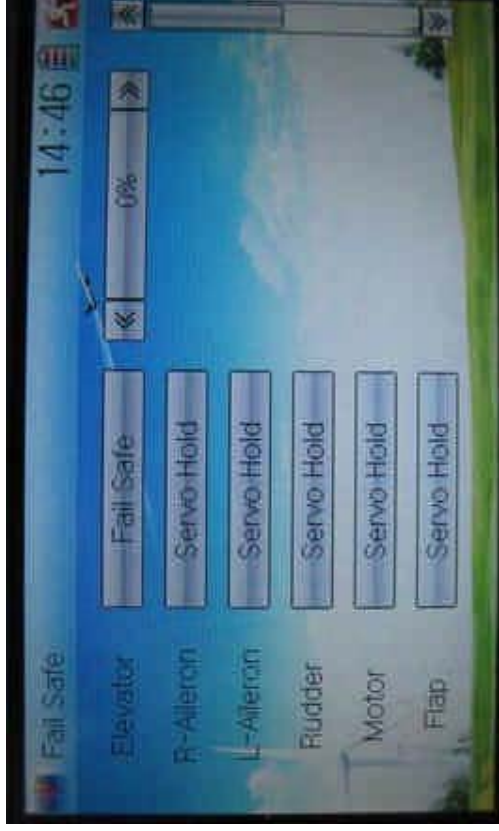 Fail Safe 14:46
Elevator Fail Safe 0%
R-Aileron Servo Hold
L-Aileron Servo Hold
Rudder Servo Hold
Motor Servo Hold
Flap Servo Hold